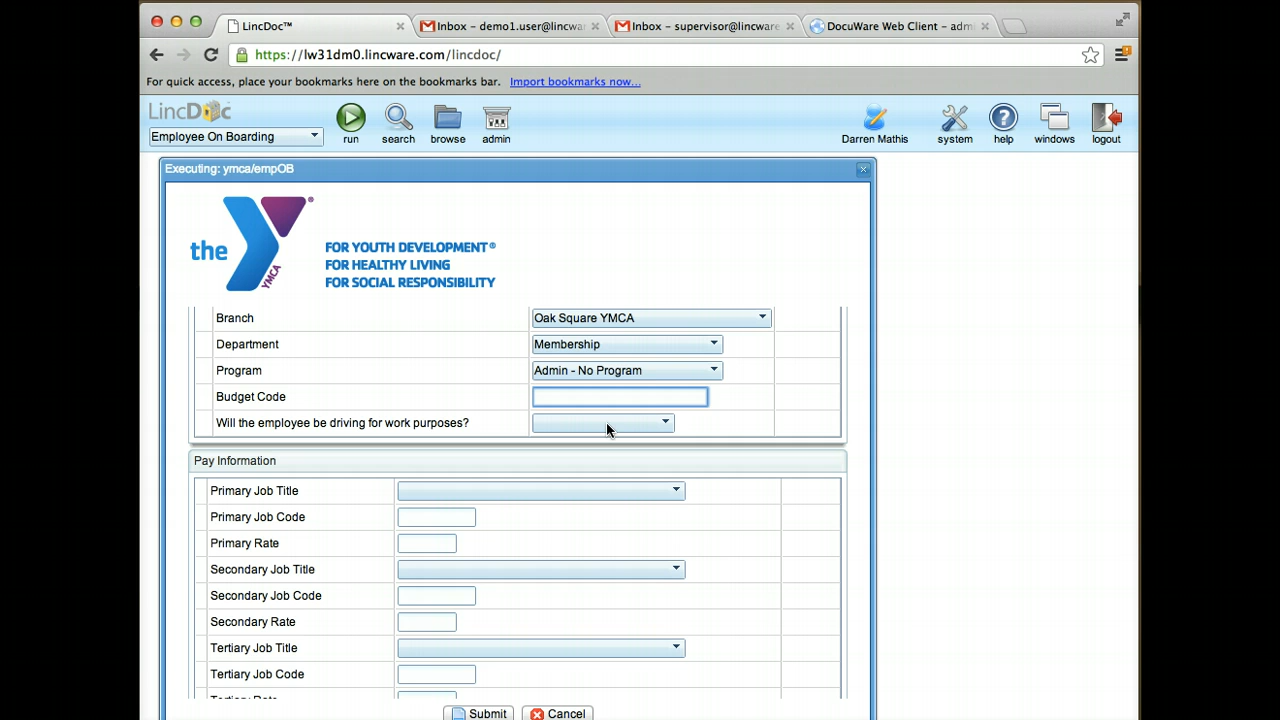 LincDoc™
Inbox – demo1.user@lincwar
Inbox – supervisor@lincware
DocuWare Web Client – adm
https://lw31dm0.lincware.com/lincdoc/
For quick access, place your bookmarks here on the bookmarks bar. Import bookmarks now...
LincDoc
Employee On Boarding
run
search
browse
admin
Darren Mathis
system
help
windows
logout
Executing: ymca/empOB
the
YMCA
FOR YOUTH DEVELOPMENT®
FOR HEALTHY LIVING
FOR SOCIAL RESPONSIBILITY
Branch Oak Square YMCA
Department Membership
Program Admin - No Program
Budget Code
Will the employee be driving for work purposes?
Pay Information
Primary Job Title
Primary Job Code
Primary Rate
Secondary Job Title
Secondary Job Code
Secondary Rate
Tertiary Job Title
Tertiary Job Code
Tertiary Rate
Submit Cancel